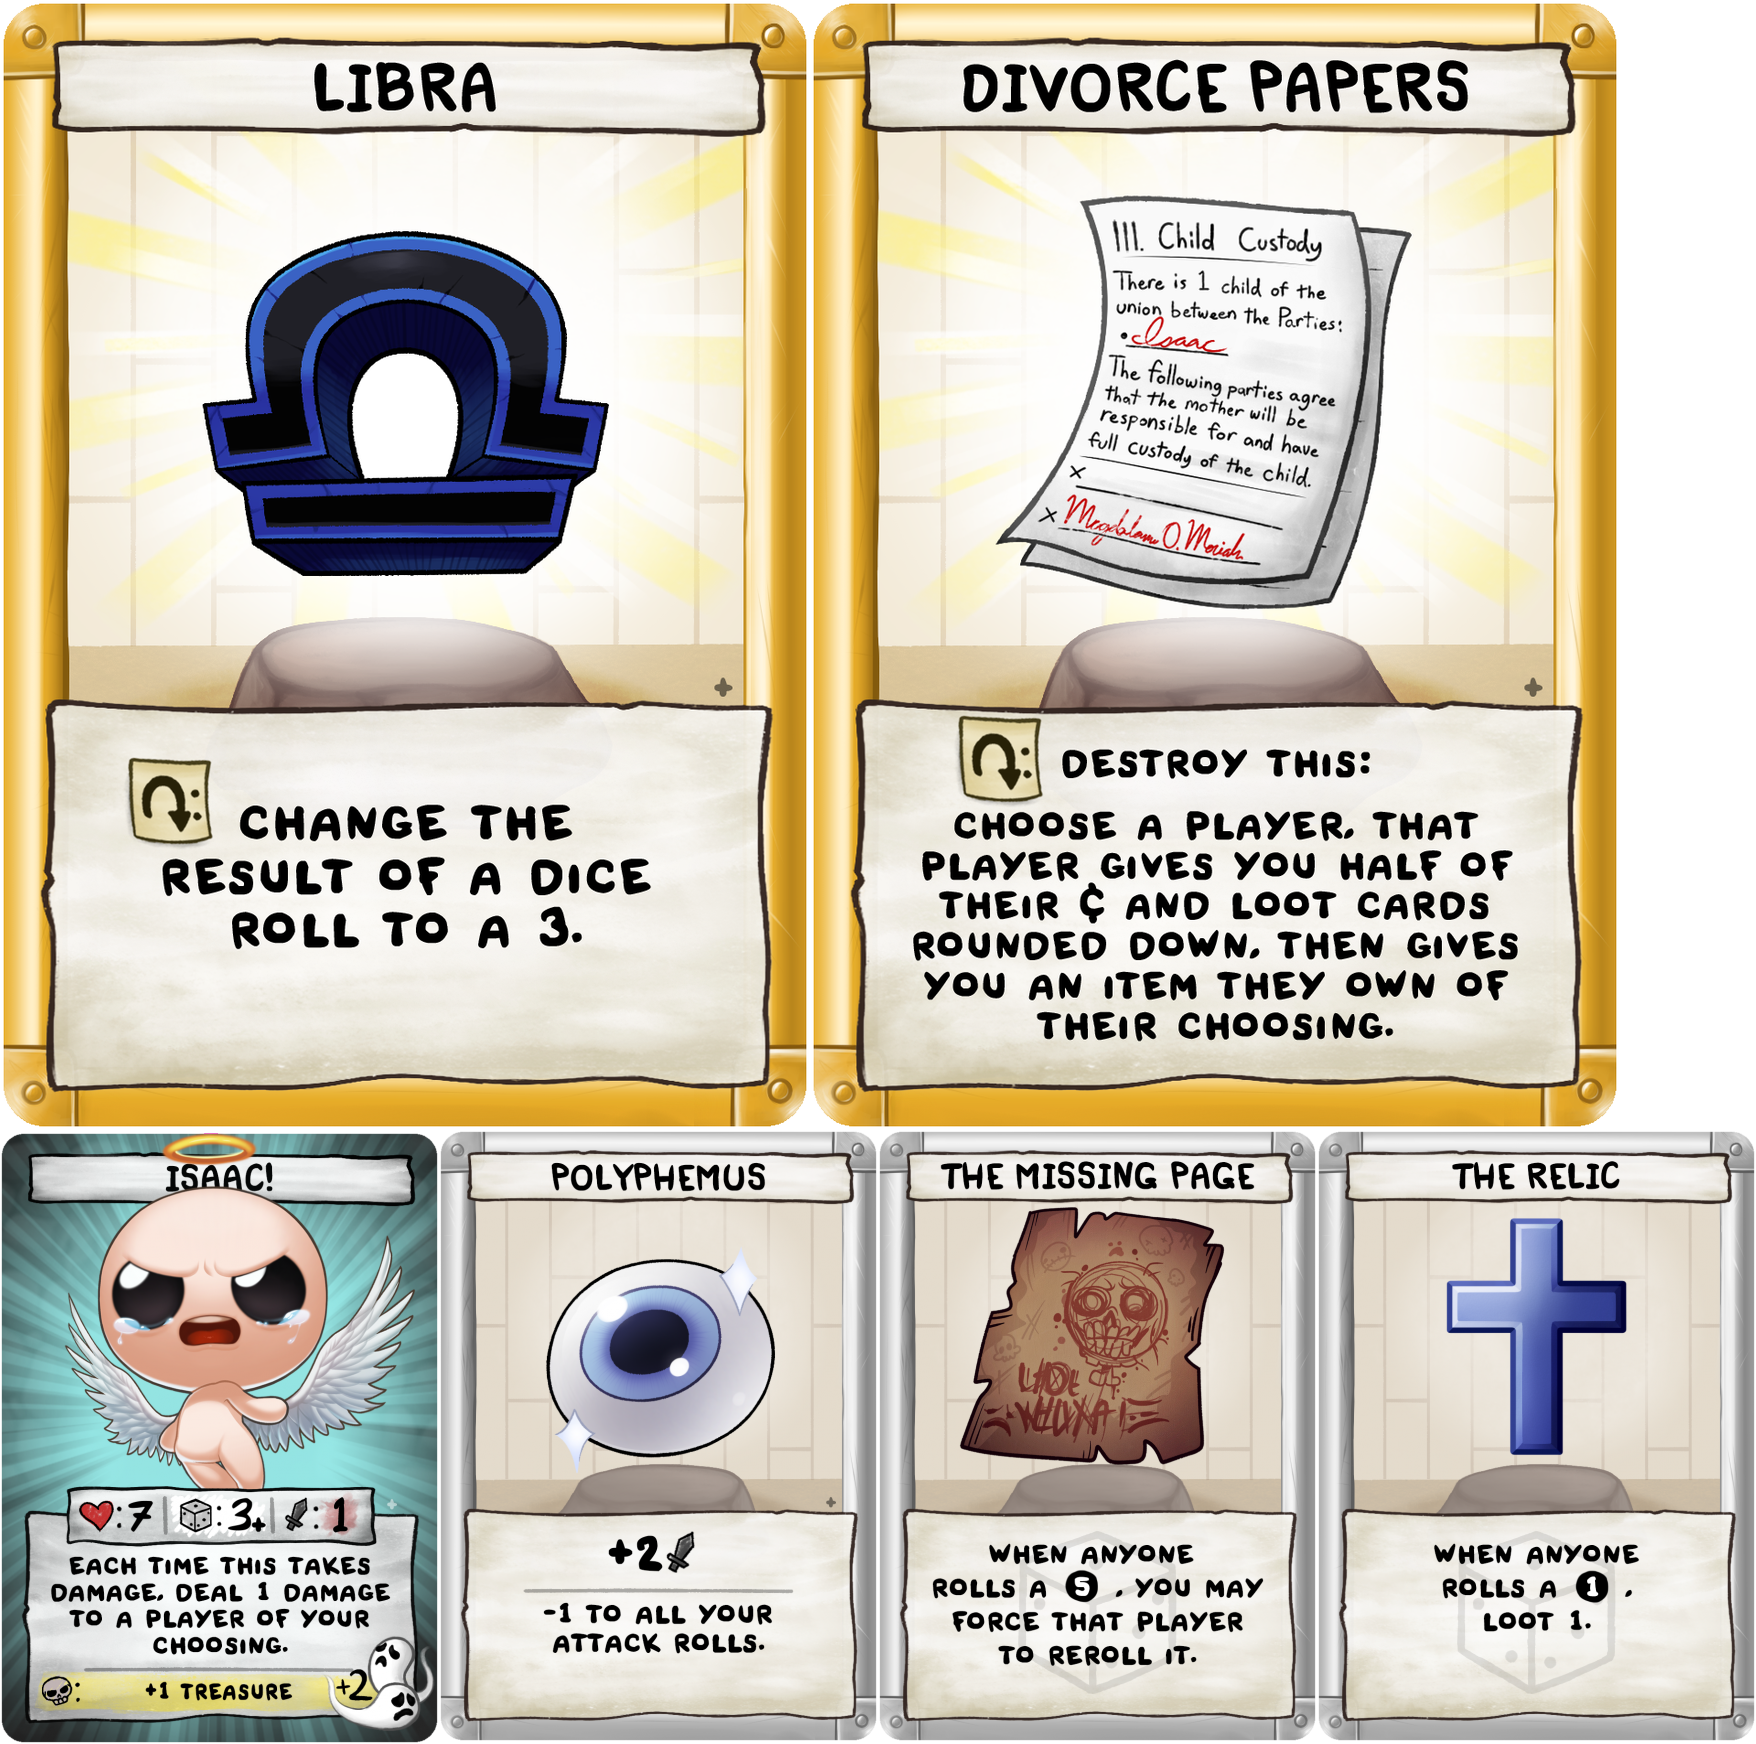 LIBRA
CHANGE THE
RESULT OF A DICE
ROLL TO A 3.
DIVORCE PAPERS
III. Child Custody
There is 1 child of the
union between the Parties:
• Isaac
The following parties agree
that the mother will be
responsible for and have
full custody of the child.
X
X Magdalene O. Moriah
DESTROY THIS:
CHOOSE A PLAYER. THAT
PLAYER GIVES YOU HALF OF
THEIR ¢ AND LOOT CARDS
ROUNDED DOWN, THEN GIVES
YOU AN ITEM THEY OWN OF
THEIR CHOOSING.
ISAAC!
:7 :3+ :1
EACH TIME THIS TAKES
DAMAGE, DEAL 1 DAMAGE
TO A PLAYER OF YOUR
CHOOSING.
: +1 TREASURE +2
POLYPHEMUS
+2
-1 TO ALL YOUR
ATTACK ROLLS.
THE MISSING PAGE
WHEN ANYONE
ROLLS A 5 , YOU MAY
FORCE THAT PLAYER
TO REROLL IT.
THE RELIC
WHEN ANYONE
ROLLS A 1 ,
LOOT 1.